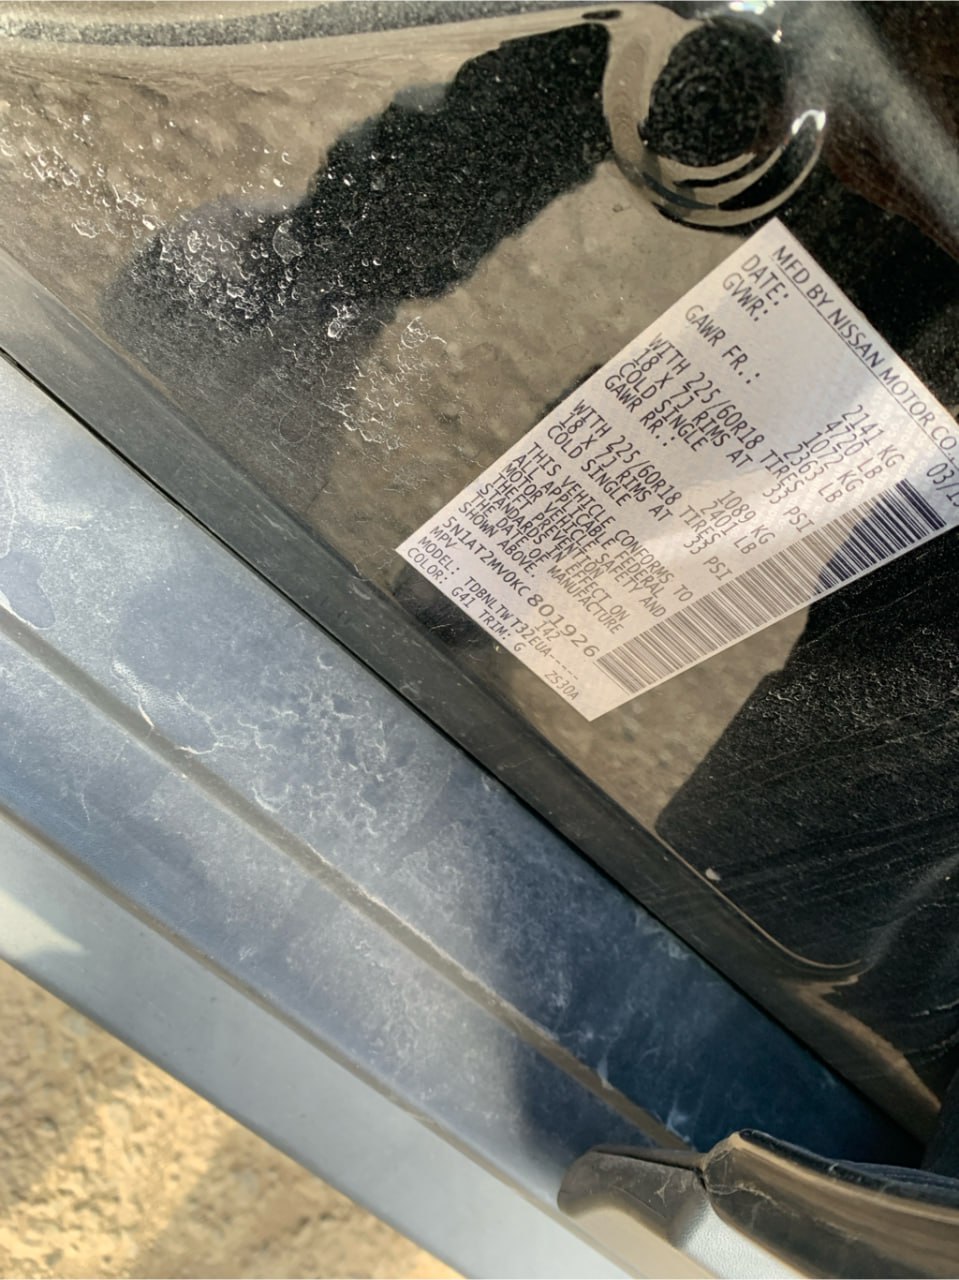 MFD BY NISSAN MOTOR CO.,
DATE: 03/1
GVWR: 2141 KG
4720 LB
GAWR FR.: 1072 KG
2363 LB
WITH 225/60R18 TIRES
18 X 7J RIMS AT 33 PSI
COLD SINGLE
GAWR RR.: 1089 KG
2401 LB
WITH 225/60R18 TIRES
18 X 7J RIMS AT 33 PSI
COLD SINGLE
THIS VEHICLE CONFORMS TO
ALL APPLICABLE FEDERAL
MOTOR VEHICLE SAFETY AND
THEFT PREVENTION
STANDARDS IN EFFECT ON
THE DATE OF MANUFACTURE
SHOWN ABOVE.
5N1AT2MV0KC801926
MPV 142
MODEL: TDBNLTWT32EUA-----
COLOR: G41 TRIM: G ZS30A